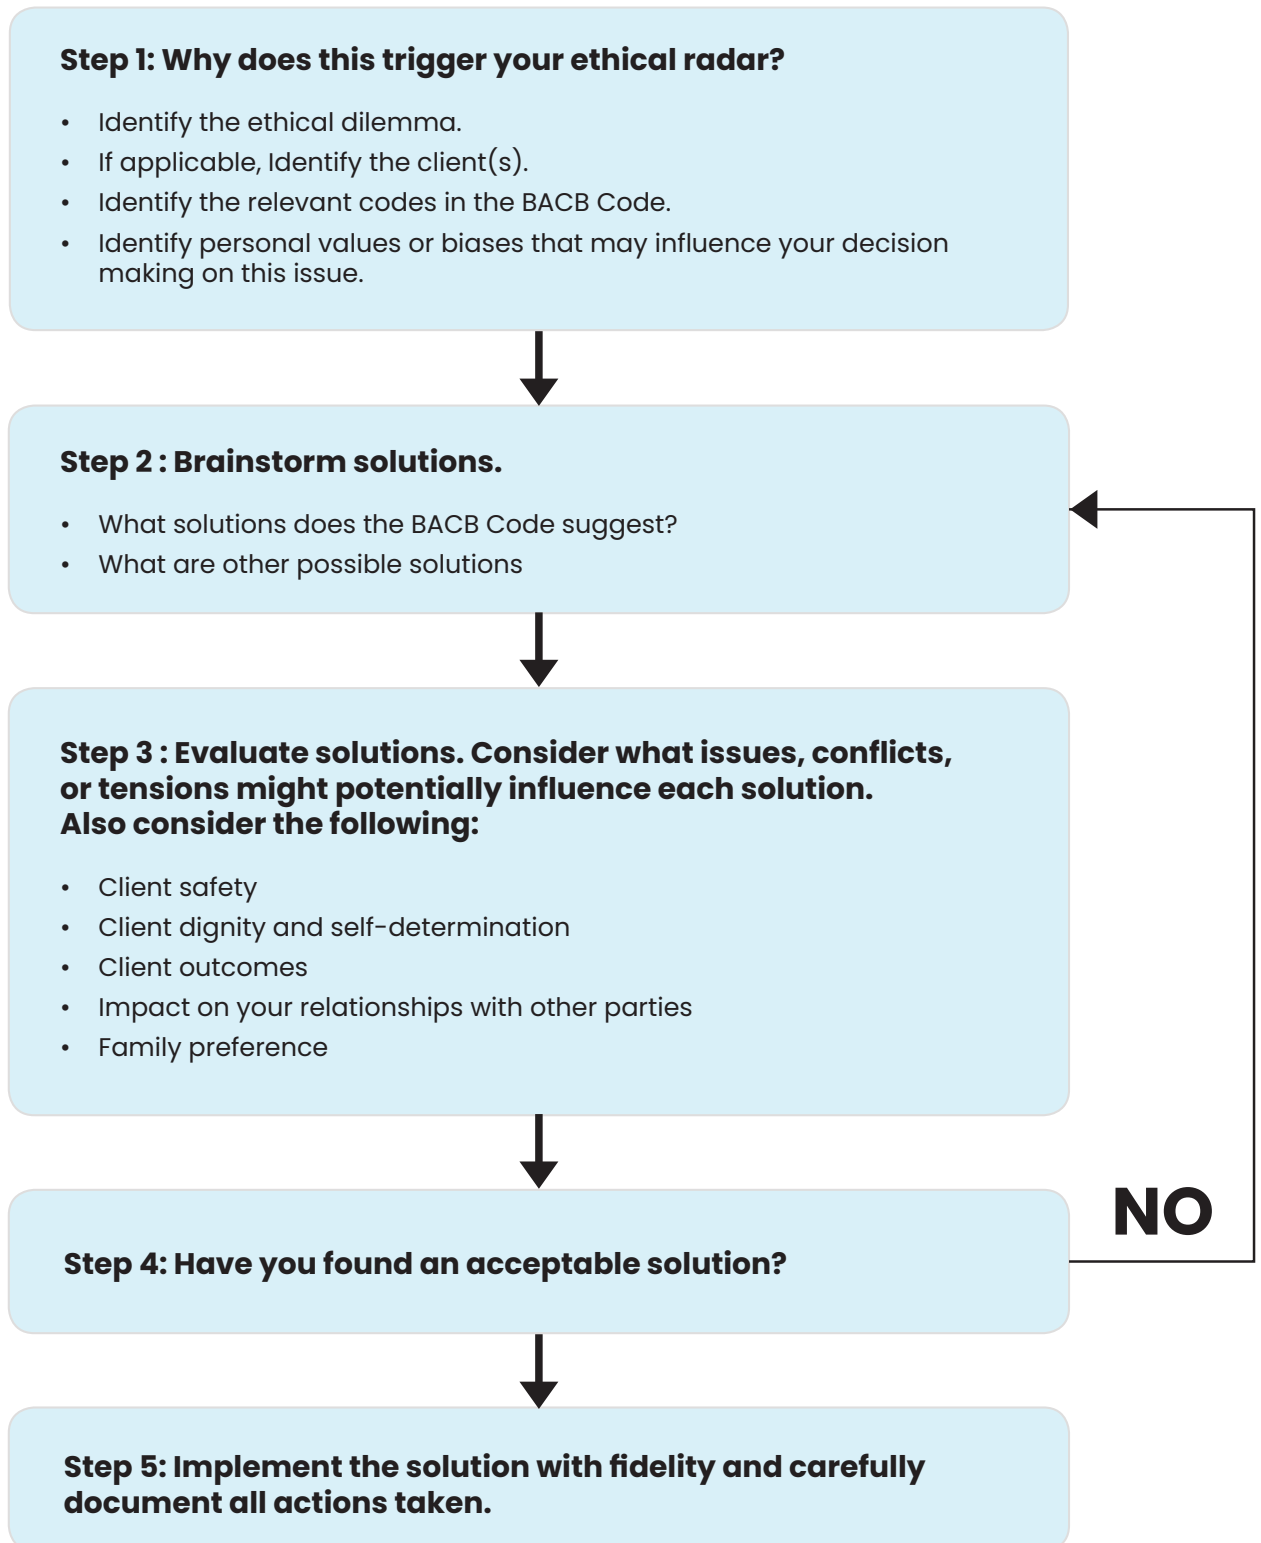 Step 1: Why does this trigger your ethical radar?
• Identify the ethical dilemma.
• If applicable, Identify the client(s).
• Identify the relevant codes in the BACB Code.
• Identify personal values or biases that may influence your decision
making on this issue.
Step 2 : Brainstorm solutions.
• What solutions does the BACB Code suggest?
• What are other possible solutions
Step 3 : Evaluate solutions. Consider what issues, conflicts,
or tensions might potentially influence each solution.
Also consider the following:
• Client safety
• Client dignity and self-determination
• Client outcomes
• Impact on your relationships with other parties
• Family preference
NO
Step 4: Have you found an acceptable solution?
Step 5: Implement the solution with fidelity and carefully
document all actions taken.